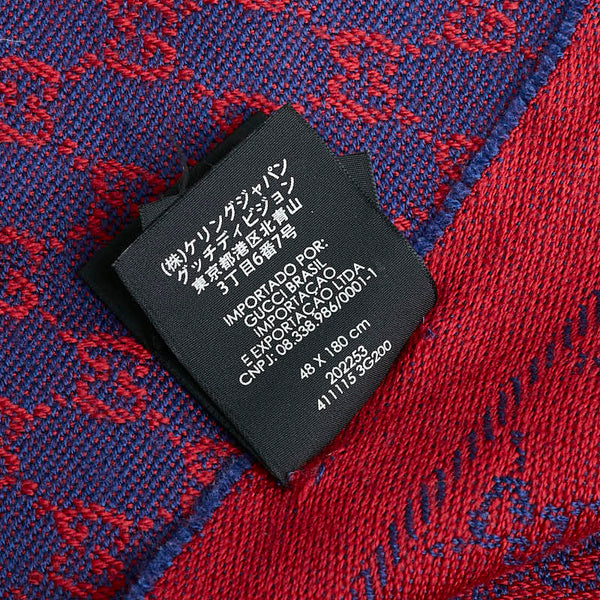 (株)ケリングジャパン
グッチディビジョン
東京都港区北青山
3丁目6番7号
IMPORTADO POR:
GUCCI BRASIL
IMPORTACAO
E EXPORTACAO LTDA
CNPJ: 08.338.986/0001-1
48 X 180 cm
202253
411115 3G200